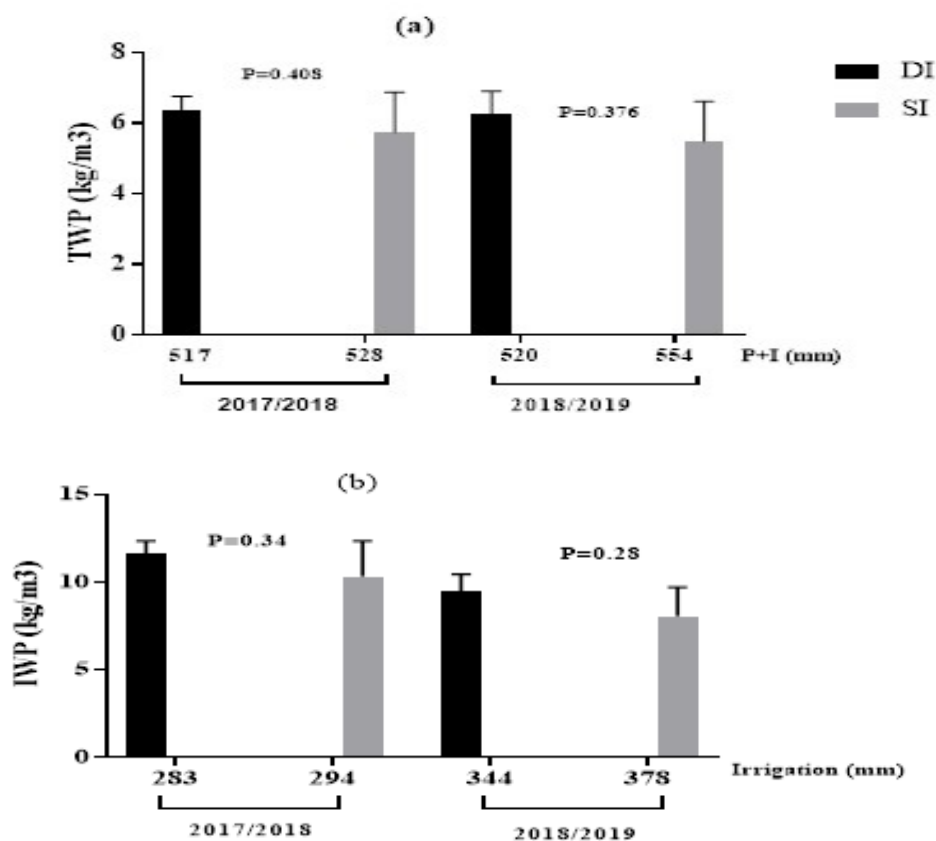 (a)
8
6
4
2
0
TWP (kg/m3)
P=0.408
P=0.376
DI
SI
517 528 520 554 P+I (mm)
2017/2018 2018/2019
(b)
15
10
5
0
IWP (kg/m3)
P=0.34
P=0.28
283 294 344 378 Irrigation (mm)
2017/2018 2018/2019